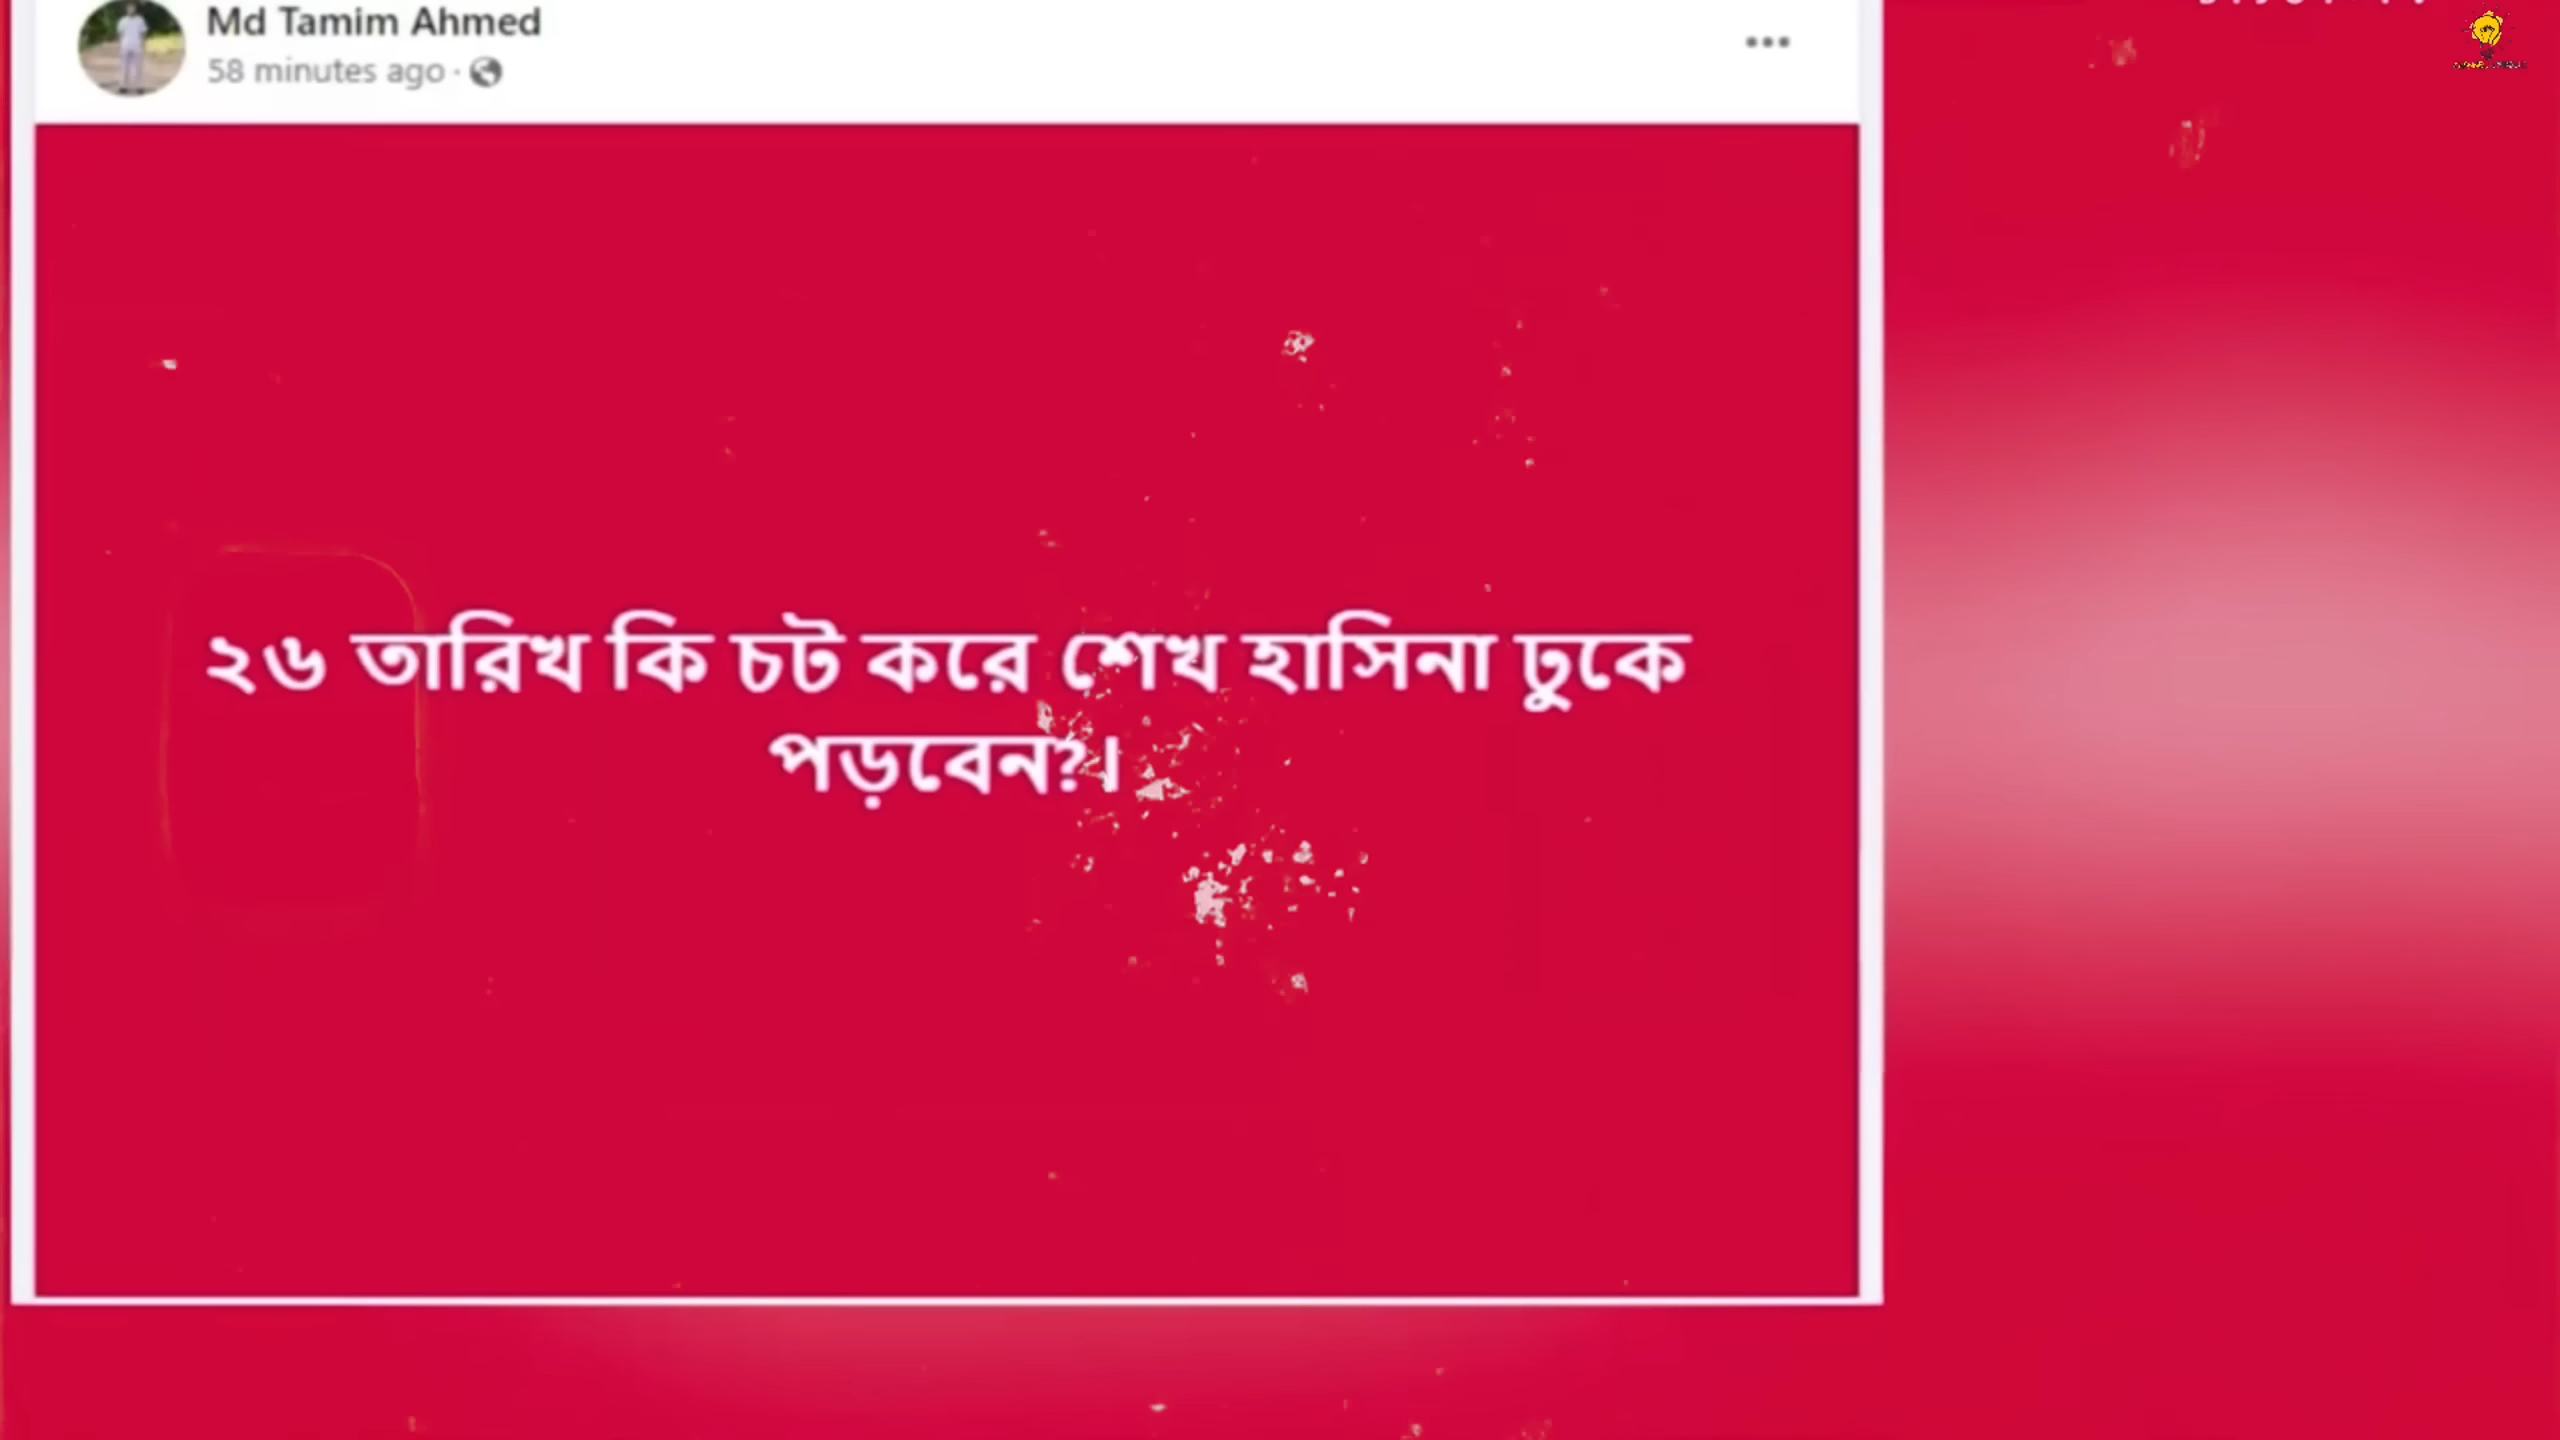 Md Tamim Ahmed
58 minutes ago ·
২৬ তারিখ কি চট করে শেখ হাসিনা ঢুকে
পড়বেন?।